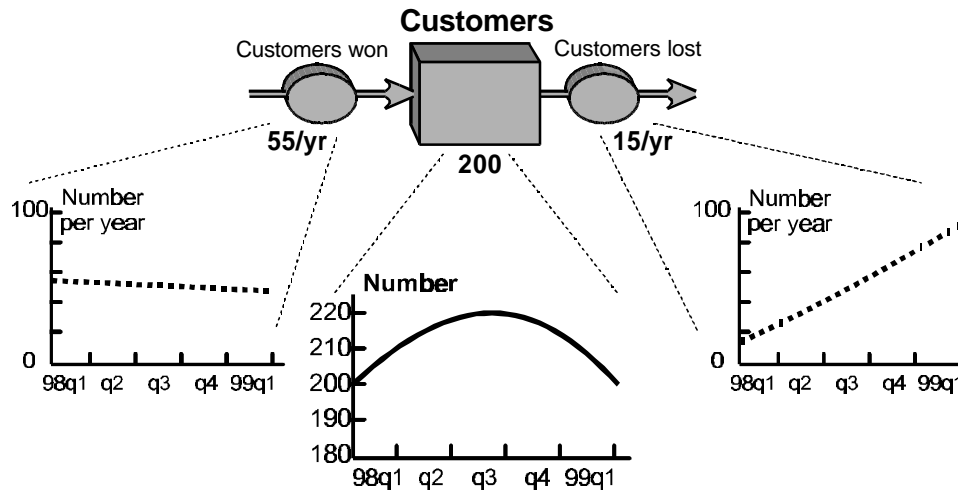 Customers
Customers won
Customers lost
55/yr
200
15/yr
Number
per year
100
0
98q1 q2 q3 q4 99q1
Number
220
210
200
190
180
98q1 q2 q3 q4 99q1
Number
per year
100
0
98q1 q2 q3 q4 99q1